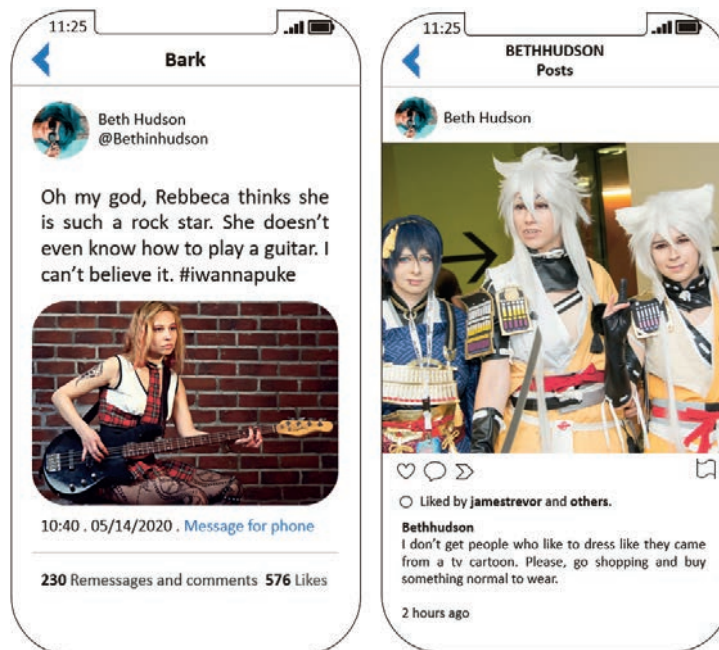 11:25
Bark
Beth Hudson
@Bethinhudson
Oh my god, Rebbeca thinks she
is such a rock star. She doesn't
even know how to play a guitar. I
can't believe it. #iwannapuke
10:40 . 05/14/2020 . Message for phone
230 Remessages and comments 576 Likes
11:25
BETHHUDSON
Posts
Beth Hudson
Liked by jamestrevor and others.
Bethhudson
I don't get people who like to dress like they came
from a tv cartoon. Please, go shopping and buy
something normal to wear.
2 hours ago